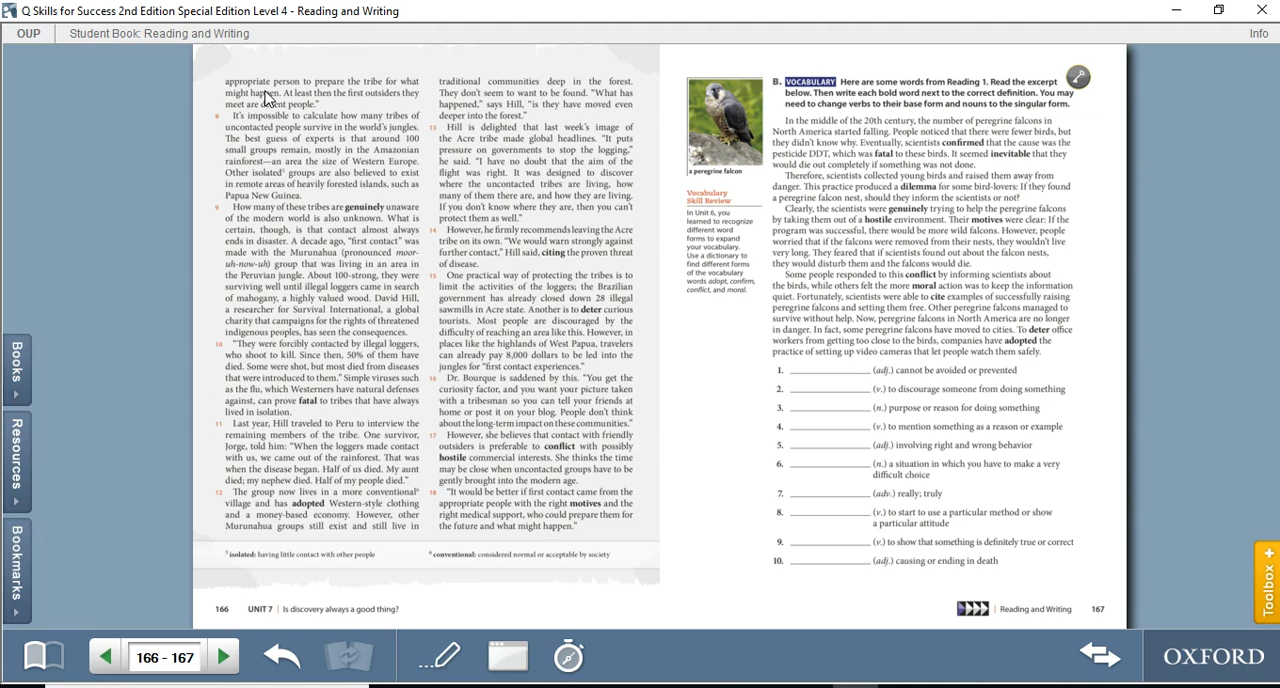 Q Skills for Success 2nd Edition Special Edition Level 4 - Reading and Writing
OUP Student Book: Reading and Writing Info
appropriate person to prepare the tribe for what
might happen. At least then the first outsiders they
meet are decent people."
8 It's impossible to calculate how many tribes of
uncontacted people survive in the world's jungles.
The best guess of experts is that around 100
small groups remain, mostly in the Amazonian
rainforest—an area the size of Western Europe.
Other isolated⁵ groups are also believed to exist
in remote areas of heavily forested islands, such as
Papua New Guinea.
9 How many of these tribes are genuinely unaware
of the modern world is also unknown. What is
certain, though, is that contact almost always
ends in disaster. A decade ago, "first contact" was
made with the Murunahua (pronounced moor-
uh-now-uh) group that was living in an area in
the Peruvian jungle. About 100-strong, they were
surviving well until illegal loggers came in search
of mahogany, a highly valued wood. David Hill,
a researcher for Survival International, a global
charity that campaigns for the rights of threatened
indigenous peoples, has seen the consequences.
10 "They were forcibly contacted by illegal loggers,
who shoot to kill. Since then, 50% of them have
died. Some were shot, but most died from diseases
that were introduced to them." Simple viruses such
as the flu, which Westerners have natural defenses
against, can prove fatal to tribes that have always
lived in isolation.
11 Last year, Hill traveled to Peru to interview the
remaining members of the tribe. One survivor,
Jorge, told him: "When the loggers made contact
with us, we came out of the rainforest. That was
when the disease began. Half of us died. My aunt
died; my nephew died. Half of my people died."
12 The group now lives in a more conventional⁶
village and has adopted Western-style clothing
and a money-based economy. However, other
Murunahua groups still exist and still live in
traditional communities deep in the forest.
They don't seem to want to be found. "What has
happened," says Hill, "is they have moved even
deeper into the forest."
13 Hill is delighted that last week's image of
the Acre tribe made global headlines. "It puts
pressure on governments to stop the logging,"
he said. "I have no doubt that the aim of the
flight was right. It was designed to discover
where the uncontacted tribes are living, how
many of them there are, and how they are living.
If you don't know where they are, then you can't
protect them as well."
14 However, he firmly recommends leaving the Acre
tribe on its own. "We would warn strongly against
further contact," Hill said, citing the proven threat
of disease.
15 One practical way of protecting the tribes is to
limit the activities of the loggers; the Brazilian
government has already closed down 28 illegal
sawmills in Acre state. Another is to deter curious
tourists. Most people are discouraged by the
difficulty of reaching an area like this. However, in
places like the highlands of West Papua, travelers
can already pay 8,000 dollars to be led into the
jungles for "first contact experiences."
16 Dr. Bourque is saddened by this. "You get the
curiosity factor, and you want your picture taken
with a tribesman so you can tell your friends at
home or post it on your blog. People don't think
about the long-term impact on these communities."
17 However, she believes that contact with friendly
outsiders is preferable to conflict with possibly
hostile commercial interests. She thinks the time
may be close when uncontacted groups have to be
gently brought into the modern age.
18 "It would be better if first contact came from the
appropriate people with the right motives and the
right medical support, who could prepare them for
the future and what might happen."
⁵ isolated: having little contact with other people
⁶ conventional: considered normal or acceptable by society
166 UNIT 7 | Is discovery always a good thing?
a peregrine falcon
Vocabulary
Skill Review
In Unit 6, you
learned to recognize
different word
forms to expand
your vocabulary.
Use a dictionary to
find different forms
of the vocabulary
words adopt, confirm,
conflict, and moral.
B. VOCABULARY Here are some words from Reading 1. Read the excerpt
below. Then write each bold word next to the correct definition. You may
need to change verbs to their base form and nouns to the singular form.
In the middle of the 20th century, the number of peregrine falcons in
North America started falling. People noticed that there were fewer birds, but
they didn't know why. Eventually, scientists confirmed that the cause was the
pesticide DDT, which was fatal to these birds. It seemed inevitable that they
would die out completely if something was not done.
Therefore, scientists collected young birds and raised them away from
danger. This practice produced a dilemma for some bird-lovers: If they found
a peregrine falcon nest, should they inform the scientists or not?
Clearly, the scientists were genuinely trying to help the peregrine falcons
by taking them out of a hostile environment. Their motives were clear: If the
program was successful, there would be more wild falcons. However, people
worried that if the falcons were removed from their nests, they wouldn't live
very long. They feared that if scientists found out about the falcon nests,
they would disturb them and the falcons would die.
Some people responded to this conflict by informing scientists about
the birds, while others felt the more moral action was to keep the information
quiet. Fortunately, scientists were able to cite examples of successfully raising
peregrine falcons and setting them free. Other peregrine falcons managed to
survive without help. Now, peregrine falcons in North America are no longer
in danger. In fact, some peregrine falcons have moved to cities. To deter office
workers from getting too close to the birds, companies have adopted the
practice of setting up video cameras that let people watch them safely.
1. ____________ (adj.) cannot be avoided or prevented
2. ____________ (v.) to discourage someone from doing something
3. ____________ (n.) purpose or reason for doing something
4. ____________ (v.) to mention something as a reason or example
5. ____________ (adj.) involving right and wrong behavior
6. ____________ (n.) a situation in which you have to make a very
difficult choice
7. ____________ (adv.) really; truly
8. ____________ (v.) to start to use a particular method or show
a particular attitude
9. ____________ (v.) to show that something is definitely true or correct
10. ____________ (adj.) causing or ending in death
| Reading and Writing 167
Books
Resources
Bookmarks
Toolbox +
166 - 167
OXFORD